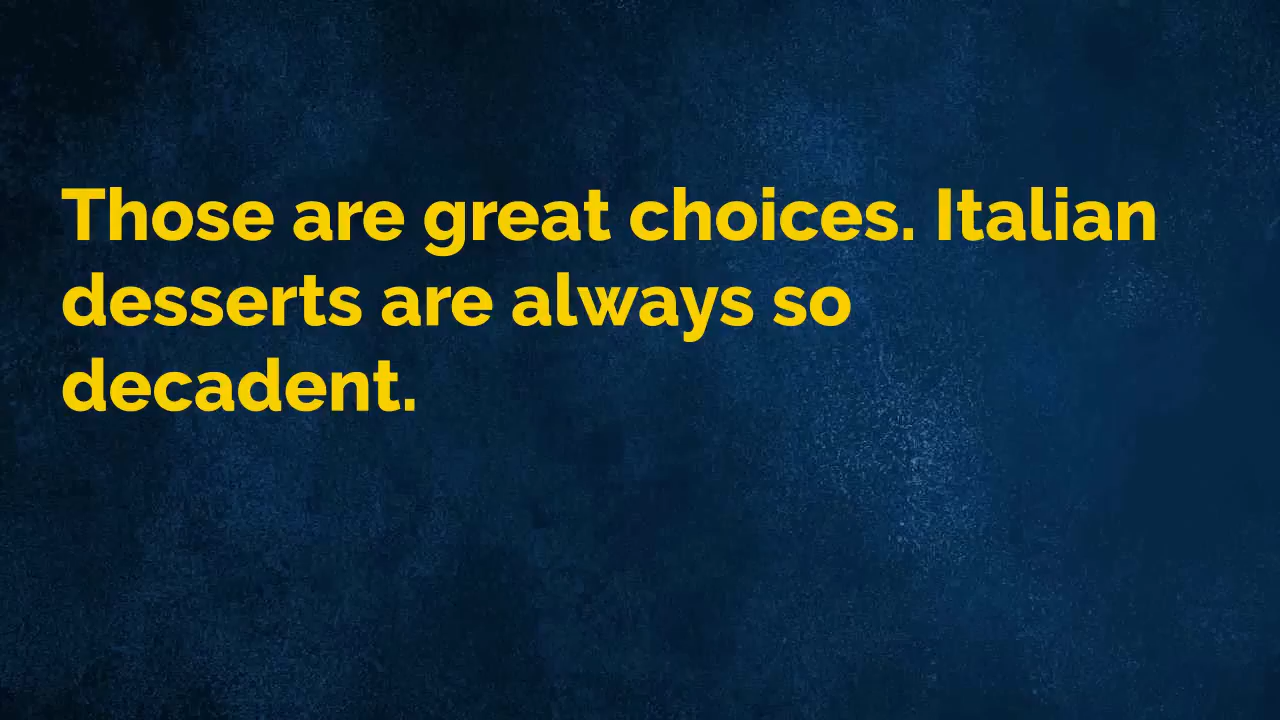 Those are great choices. Italian
desserts are always so
decadent.